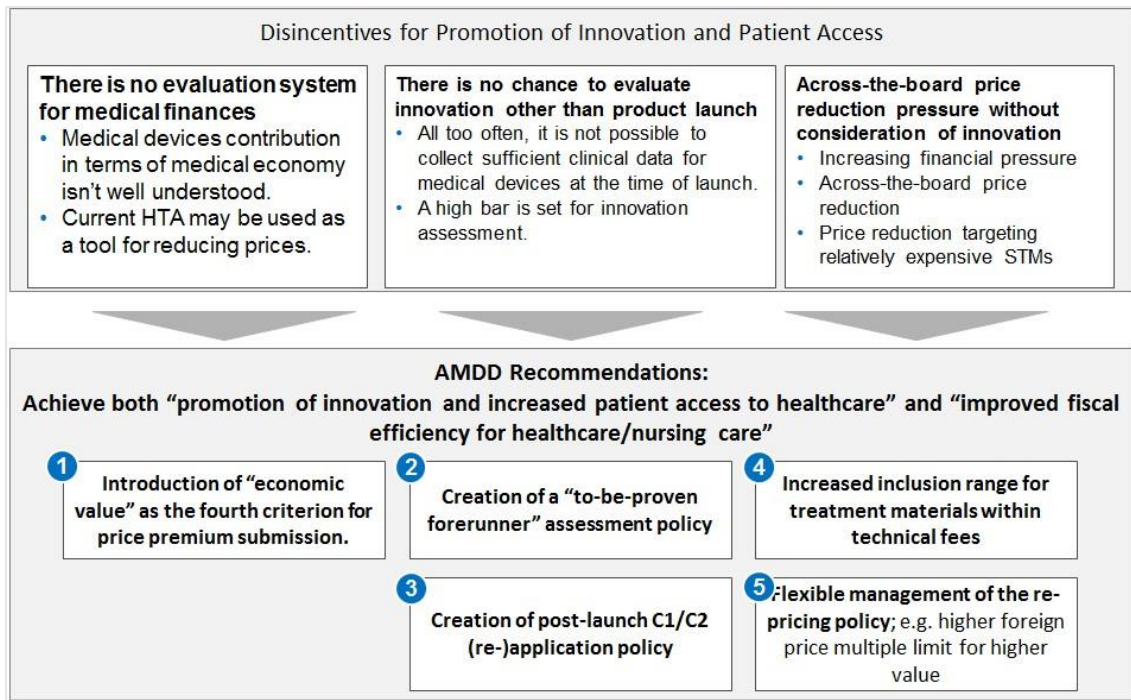 Disincentives for Promotion of Innovation and Patient Access
There is no evaluation system
for medical finances
• Medical devices contribution
in terms of medical economy
isn't well understood.
• Current HTA may be used as
a tool for reducing prices.
There is no chance to evaluate
innovation other than product launch
• All too often, it is not possible to
collect sufficient clinical data for
medical devices at the time of launch.
• A high bar is set for innovation
assessment.
Across-the-board price
reduction pressure without
consideration of innovation
• Increasing financial pressure
• Across-the-board price
reduction
• Price reduction targeting
relatively expensive STMs
AMDD Recommendations:
Achieve both “promotion of innovation and increased patient access to healthcare” and “improved fiscal
efficiency for healthcare/nursing care”
1
Introduction of “economic
value” as the fourth criterion for
price premium submission.
2
Creation of a “to-be-proven
forerunner” assessment policy
3
Creation of post-launch C1/C2
(re-)application policy
4
Increased inclusion range for
treatment materials within
technical fees
5
Flexible management of the re-
pricing policy; e.g. higher foreign
price multiple limit for higher
value